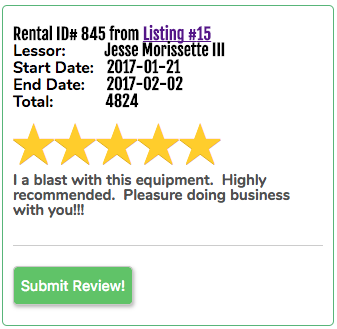 Rental ID# 845 from Listing #15
Lessor: Jesse Morissette III
Start Date: 2017-01-21
End Date: 2017-02-02
Total: 4824
I a blast with this equipment. Highly
recommended. Pleasure doing business
with you!!!
Submit Review!